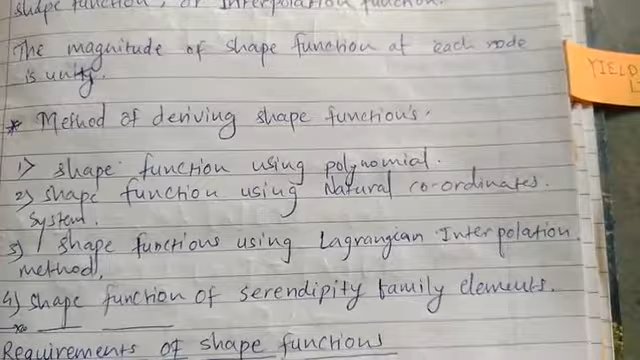 shape function, or Interpolation function.
The magnitude of shape function at each node
is unity.
* Method of deriving shape function's.
1) shape function using polynomial.
2) shape function using Natural co-ordinates.
system.
3) shape functions using Lagrangian Interpolation
method.
4) shape function of serendipity family elements.
Requirements of shape functions
YIELD